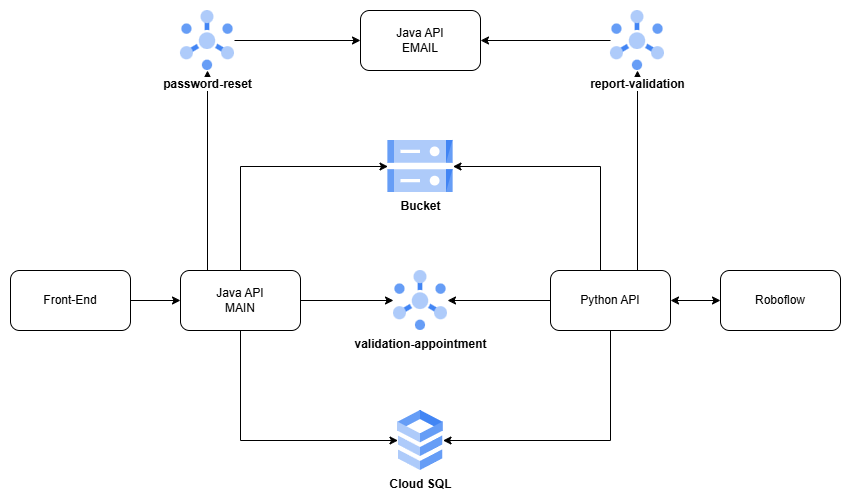 Java API
EMAIL
password-reset
report-validation
Bucket
Front-End
Java API
MAIN
Python API
Roboflow
validation-appointment
Cloud SQL